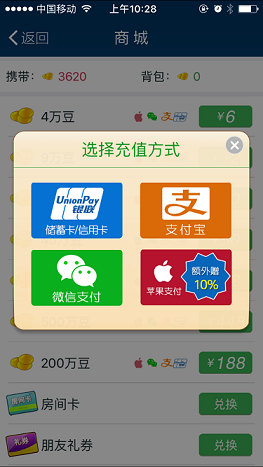 中国移动
上午10:28
返回
商城
携带： 3620
背包： 0
4万豆
¥6
选择充值方式
UnionPay
银联
储蓄卡/信用卡
支
支付宝
微信支付
苹果支付
额外赠
10%
200万豆
¥188
房间卡
兑换
礼券
朋友礼券
兑换